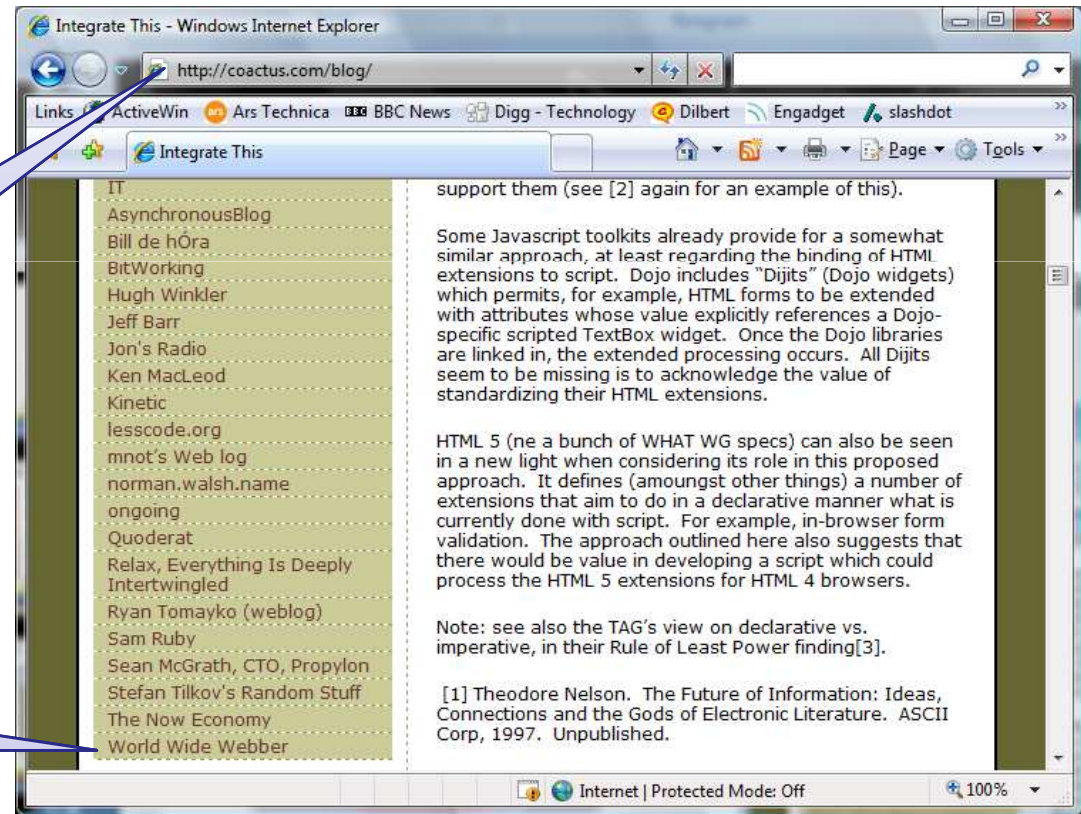 Integrate This - Windows Internet Explorer
http://coactus.com/blog/
Links ActiveWin Ars Technica BBC BBC News Digg - Technology Dilbert Engadget slashdot
Integrate This Page Tools
IT
AsynchronousBlog
Bill de hÓra
BitWorking
Hugh Winkler
Jeff Barr
Jon's Radio
Ken MacLeod
Kinetic
lesscode.org
mnot's Web log
norman.walsh.name
ongoing
Quoderat
Relax, Everything Is Deeply
Intertwingled
Ryan Tomayko (weblog)
Sam Ruby
Sean McGrath, CTO, Propylon
Stefan Tilkov's Random Stuff
The Now Economy
World Wide Webber
support them (see [2] again for an example of this).
Some Javascript toolkits already provide for a somewhat
similar approach, at least regarding the binding of HTML
extensions to script. Dojo includes “Dijits” (Dojo widgets)
which permits, for example, HTML forms to be extended
with attributes whose value explicitly references a Dojo-
specific scripted TextBox widget. Once the Dojo libraries
are linked in, the extended processing occurs. All Dijits
seem to be missing is to acknowledge the value of
standardizing their HTML extensions.
HTML 5 (ne a bunch of WHAT WG specs) can also be seen
in a new light when considering its role in this proposed
approach. It defines (amoungst other things) a number of
extensions that aim to do in a declarative manner what is
currently done with script. For example, in-browser form
validation. The approach outlined here also suggests that
there would be value in developing a script which could
process the HTML 5 extensions for HTML 4 browsers.
Note: see also the TAG's view on declarative vs.
imperative, in their Rule of Least Power finding[3].
[1] Theodore Nelson. The Future of Information: Ideas,
Connections and the Gods of Electronic Literature. ASCII
Corp, 1997. Unpublished.
Internet | Protected Mode: Off 100%